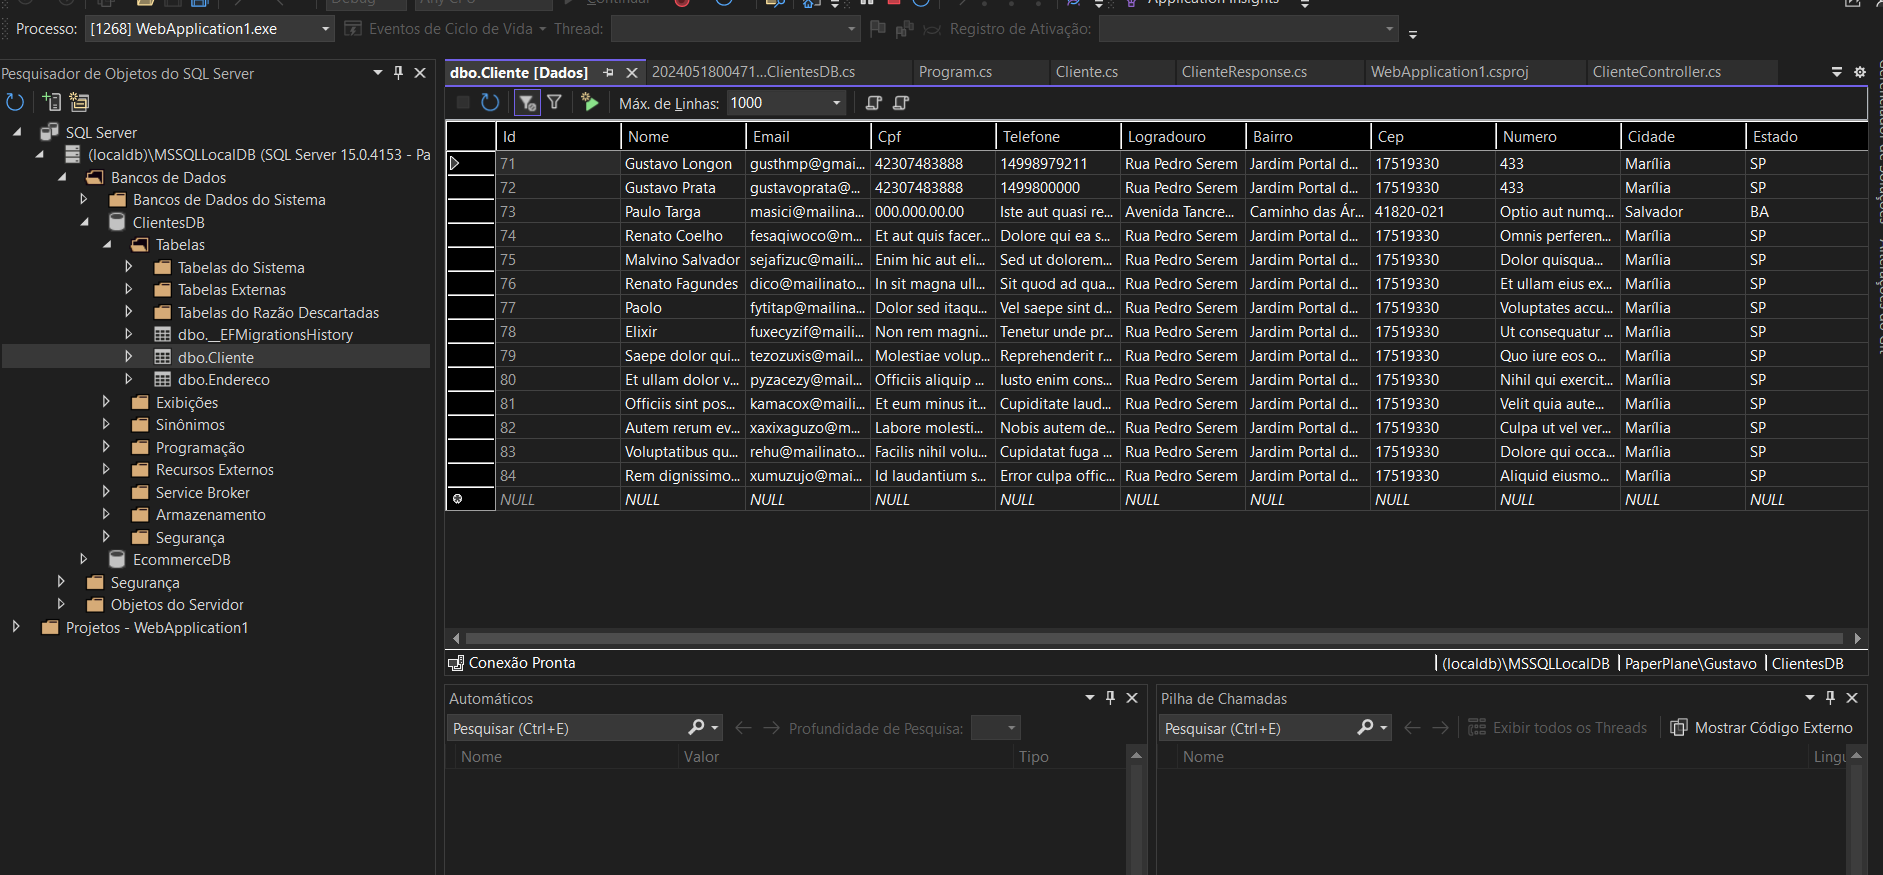 Debug Any CPU Continuar Application Insights
Processo: [1268] WebApplication1.exe Eventos de Ciclo de Vida Thread: Registro de Ativação:
Pesquisador de Objetos do SQL Server
SQL Server
(localdb)\MSSQLLocalDB (SQL Server 15.0.4153 - Pa
Bancos de Dados
Bancos de Dados do Sistema
ClientesDB
Tabelas
Tabelas do Sistema
Tabelas Externas
Tabelas do Razão Descartadas
dbo.__EFMigrationsHistory
dbo.Cliente
dbo.Endereco
Exibições
Sinônimos
Programação
Recursos Externos
Service Broker
Armazenamento
Segurança
EcommerceDB
Segurança
Objetos do Servidor
Projetos - WebApplication1
dbo.Cliente [Dados] 2024051800471...ClientesDB.cs Program.cs Cliente.cs ClienteResponse.cs WebApplication1.csproj ClienteController.cs
Máx. de Linhas: 1000
Id Nome Email Cpf Telefone Logradouro Bairro Cep Numero Cidade Estado
71 Gustavo Longon gusthmp@gmai... 42307483888 14998979211 Rua Pedro Serem Jardim Portal d... 17519330 433 Marília SP
72 Gustavo Prata gustavoprata@... 42307483888 1499800000 Rua Pedro Serem Jardim Portal d... 17519330 433 Marília SP
73 Paulo Targa masici@mailina... 000.000.00.00 Iste aut quasi re... Avenida Tancre... Caminho das Ár... 41820-021 Optio aut numq... Salvador BA
74 Renato Coelho fesaqiwoco@m... Et aut quis facer... Dolore qui ea s... Rua Pedro Serem Jardim Portal d... 17519330 Omnis perferen... Marília SP
75 Malvino Salvador sejafizuc@maili... Enim hic aut eli... Sed ut dolorem... Rua Pedro Serem Jardim Portal d... 17519330 Dolor quisqua... Marília SP
76 Renato Fagundes dico@mailinato... In sit magna ull... Sit quod ad qua... Rua Pedro Serem Jardim Portal d... 17519330 Et ullam eius ex... Marília SP
77 Paolo fytitap@mailina... Dolor sed itaqu... Vel saepe sint d... Rua Pedro Serem Jardim Portal d... 17519330 Voluptates accu... Marília SP
78 Elixir fuxecyzif@maili... Non rem magni... Tenetur unde pr... Rua Pedro Serem Jardim Portal d... 17519330 Ut consequatur ... Marília SP
79 Saepe dolor qui... tezozuxis@mail... Molestiae volup... Reprehenderit r... Rua Pedro Serem Jardim Portal d... 17519330 Quo iure eos o... Marília SP
80 Et ullam dolor v... pyzacezy@mail... Officiis aliquip ... Iusto enim cons... Rua Pedro Serem Jardim Portal d... 17519330 Nihil qui exercit... Marília SP
81 Officiis sint pos... kamacox@maili... Et eum minus it... Cupiditate laud... Rua Pedro Serem Jardim Portal d... 17519330 Velit quia aute... Marília SP
82 Autem rerum ev... xaxixaguzo@m... Labore molesti... Nobis autem de... Rua Pedro Serem Jardim Portal d... 17519330 Culpa ut vel ver... Marília SP
83 Voluptatibus qu... rehu@mailinato... Facilis nihil volu... Cupidatat fuga ... Rua Pedro Serem Jardim Portal d... 17519330 Dolore qui occa... Marília SP
84 Rem dignissimo... xumuzujo@mai... Id laudantium s... Error culpa offic... Rua Pedro Serem Jardim Portal d... 17519330 Aliquid eiusmo... Marília SP
NULL NULL NULL NULL NULL NULL NULL NULL NULL NULL NULL
Conexão Pronta (localdb)\MSSQLLocalDB PaperPlane\Gustavo ClientesDB
Automáticos
Pesquisar (Ctrl+E) Profundidade de Pesquisa:
Nome Valor Tipo
Pilha de Chamadas
Pesquisar (Ctrl+E) Exibir todos os Threads Mostrar Código Externo
Nome Lingu